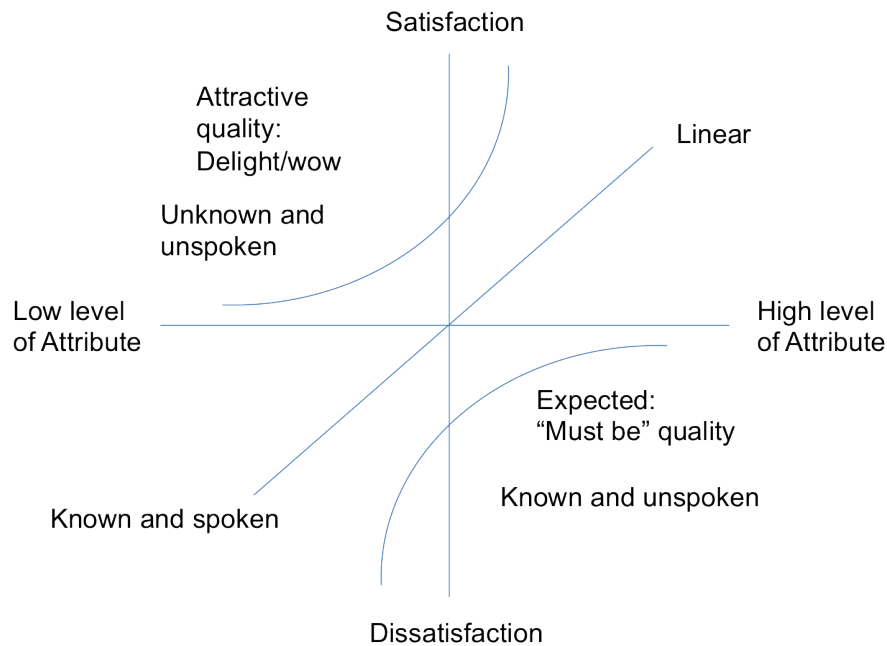 Satisfaction
Attractive
quality:
Delight/wow
Linear
Unknown and
unspoken
Low level
of Attribute
High level
of Attribute
Expected:
“Must be” quality
Known and unspoken
Known and spoken
Dissatisfaction